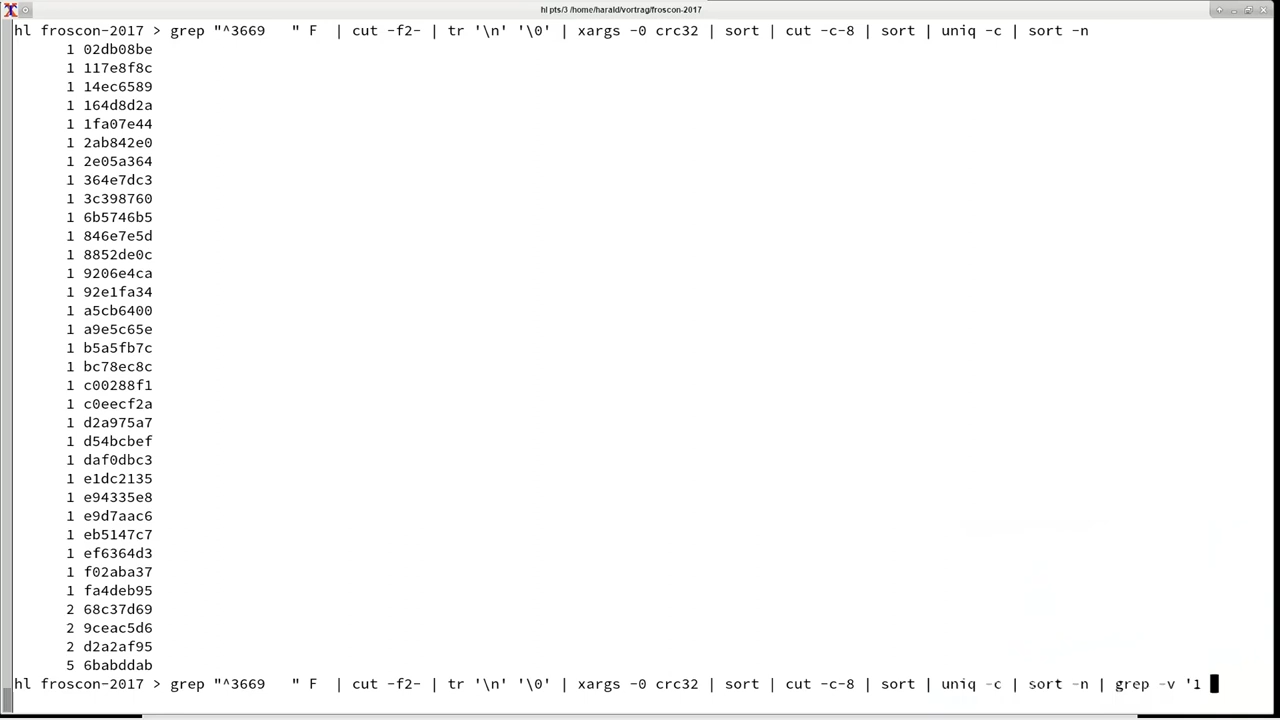 hl pts/3 /home/harald/vortrag/froscon-2017
hl froscon-2017 > grep "^3669   " F  | cut -f2- | tr '\n' '\0' | xargs -0 crc32 | sort | cut -c-8 | sort | uniq -c | sort -n
1 02db08be
1 117e8f8c
1 14ec6589
1 164d8d2a
1 1fa07e44
1 2ab842e0
1 2e05a364
1 364e7dc3
1 3c398760
1 6b5746b5
1 846e7e5d
1 8852de0c
1 9206e4ca
1 92e1fa34
1 a5cb6400
1 a9e5c65e
1 b5a5fb7c
1 bc78ec8c
1 c00288f1
1 c0eecf2a
1 d2a975a7
1 d54bcbef
1 daf0dbc3
1 e1dc2135
1 e94335e8
1 e9d7aac6
1 eb5147c7
1 ef6364d3
1 f02aba37
1 fa4deb95
2 68c37d69
2 9ceac5d6
2 d2a2af95
5 6babddab
hl froscon-2017 > grep "^3669   " F  | cut -f2- | tr '\n' '\0' | xargs -0 crc32 | sort | cut -c-8 | sort | uniq -c | sort -n | grep -v '1